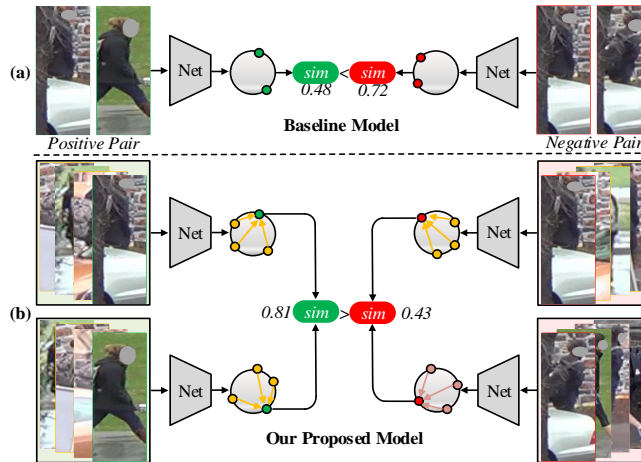 (a)
Net
sim
<
sim
Net
0.48
0.72
Baseline Model
Positive Pair
Negative Pair
Net
Net
(b)
0.81
sim
>
sim
0.43
Net
Net
Our Proposed Model